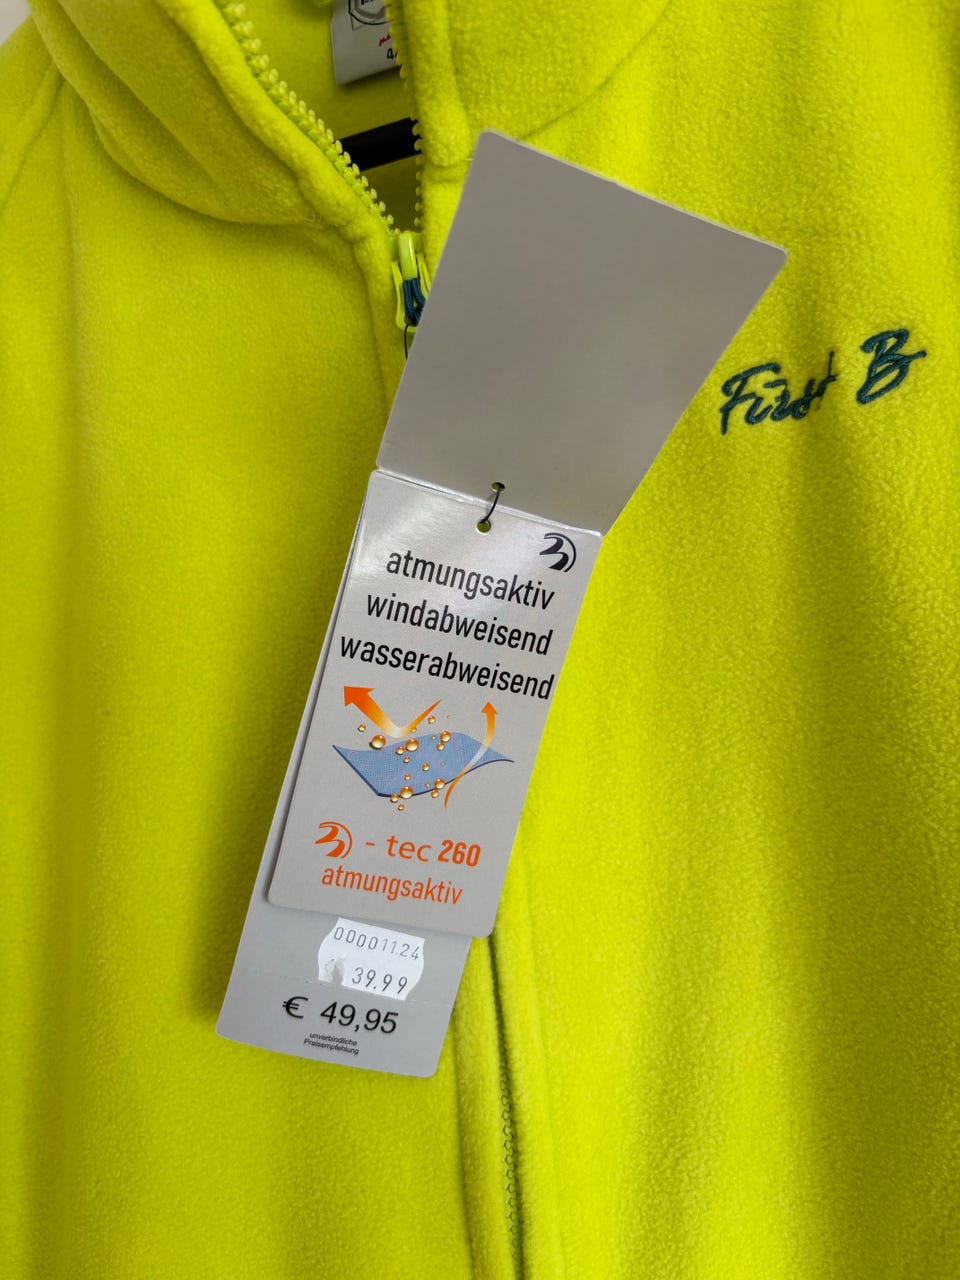 First B
atmungsaktiv
windabweisend
wasserabweisend
- tec 260
atmungsaktiv
00001124
39.99
€ 49,95
unverbindliche
Preisempfehlung